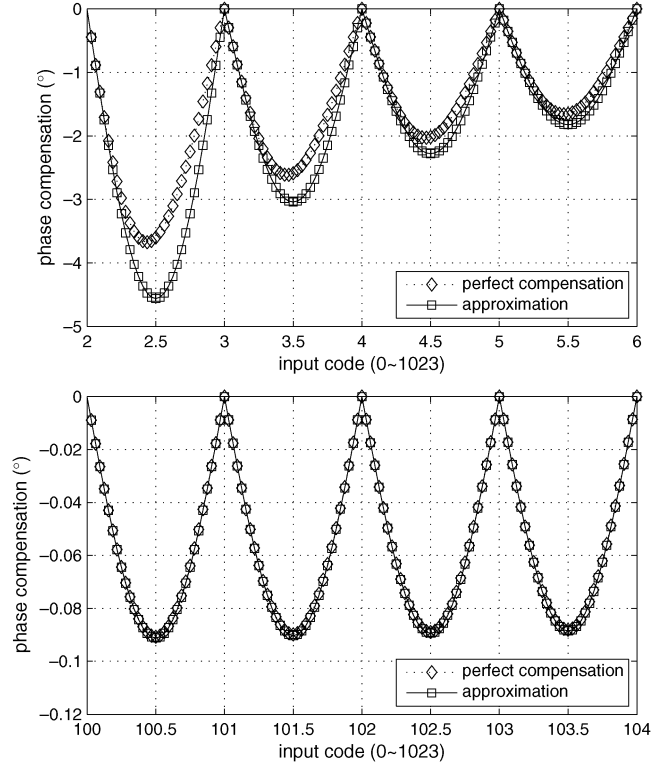 0
−1
−2
−3
−4
−5
phase compensation (°)
perfect compensation
approximation
2 2.5 3 3.5 4 4.5 5 5.5 6
input code (0~1023)
0
−0.02
−0.04
−0.06
−0.08
−0.1
−0.12
phase compensation (°)
perfect compensation
approximation
100 100.5 101 101.5 102 102.5 103 103.5 104
input code (0~1023)